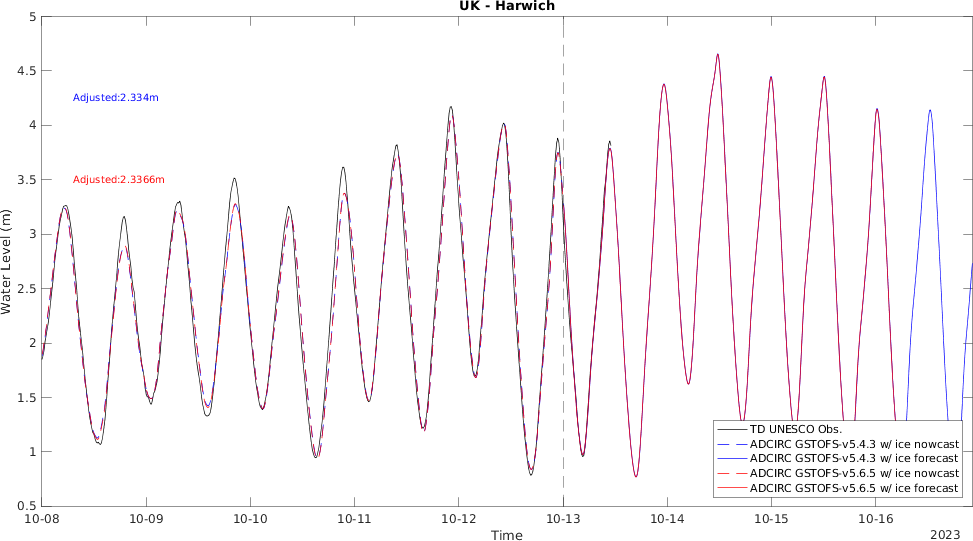 UK - Harwich
5
4.5
4
3.5
3
2.5
2
1.5
1
0.5
Water Level (m)
Adjusted:2.334m
Adjusted:2.3366m
TD UNESCO Obs.
ADCIRC GSTOFS-v5.4.3 w/ ice nowcast
ADCIRC GSTOFS-v5.4.3 w/ ice forecast
ADCIRC GSTOFS-v5.6.5 w/ ice nowcast
ADCIRC GSTOFS-v5.6.5 w/ ice forecast
10-08
10-09
10-10
10-11
10-12
10-13
10-14
10-15
10-16
Time
2023